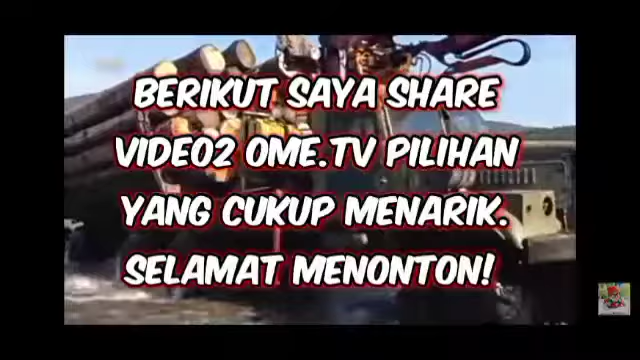 BERIKUT SAYA SHARE
VIDEO2 OME.TV PILIHAN
YANG CUKUP MENARIK.
SELAMAT MENONTON!